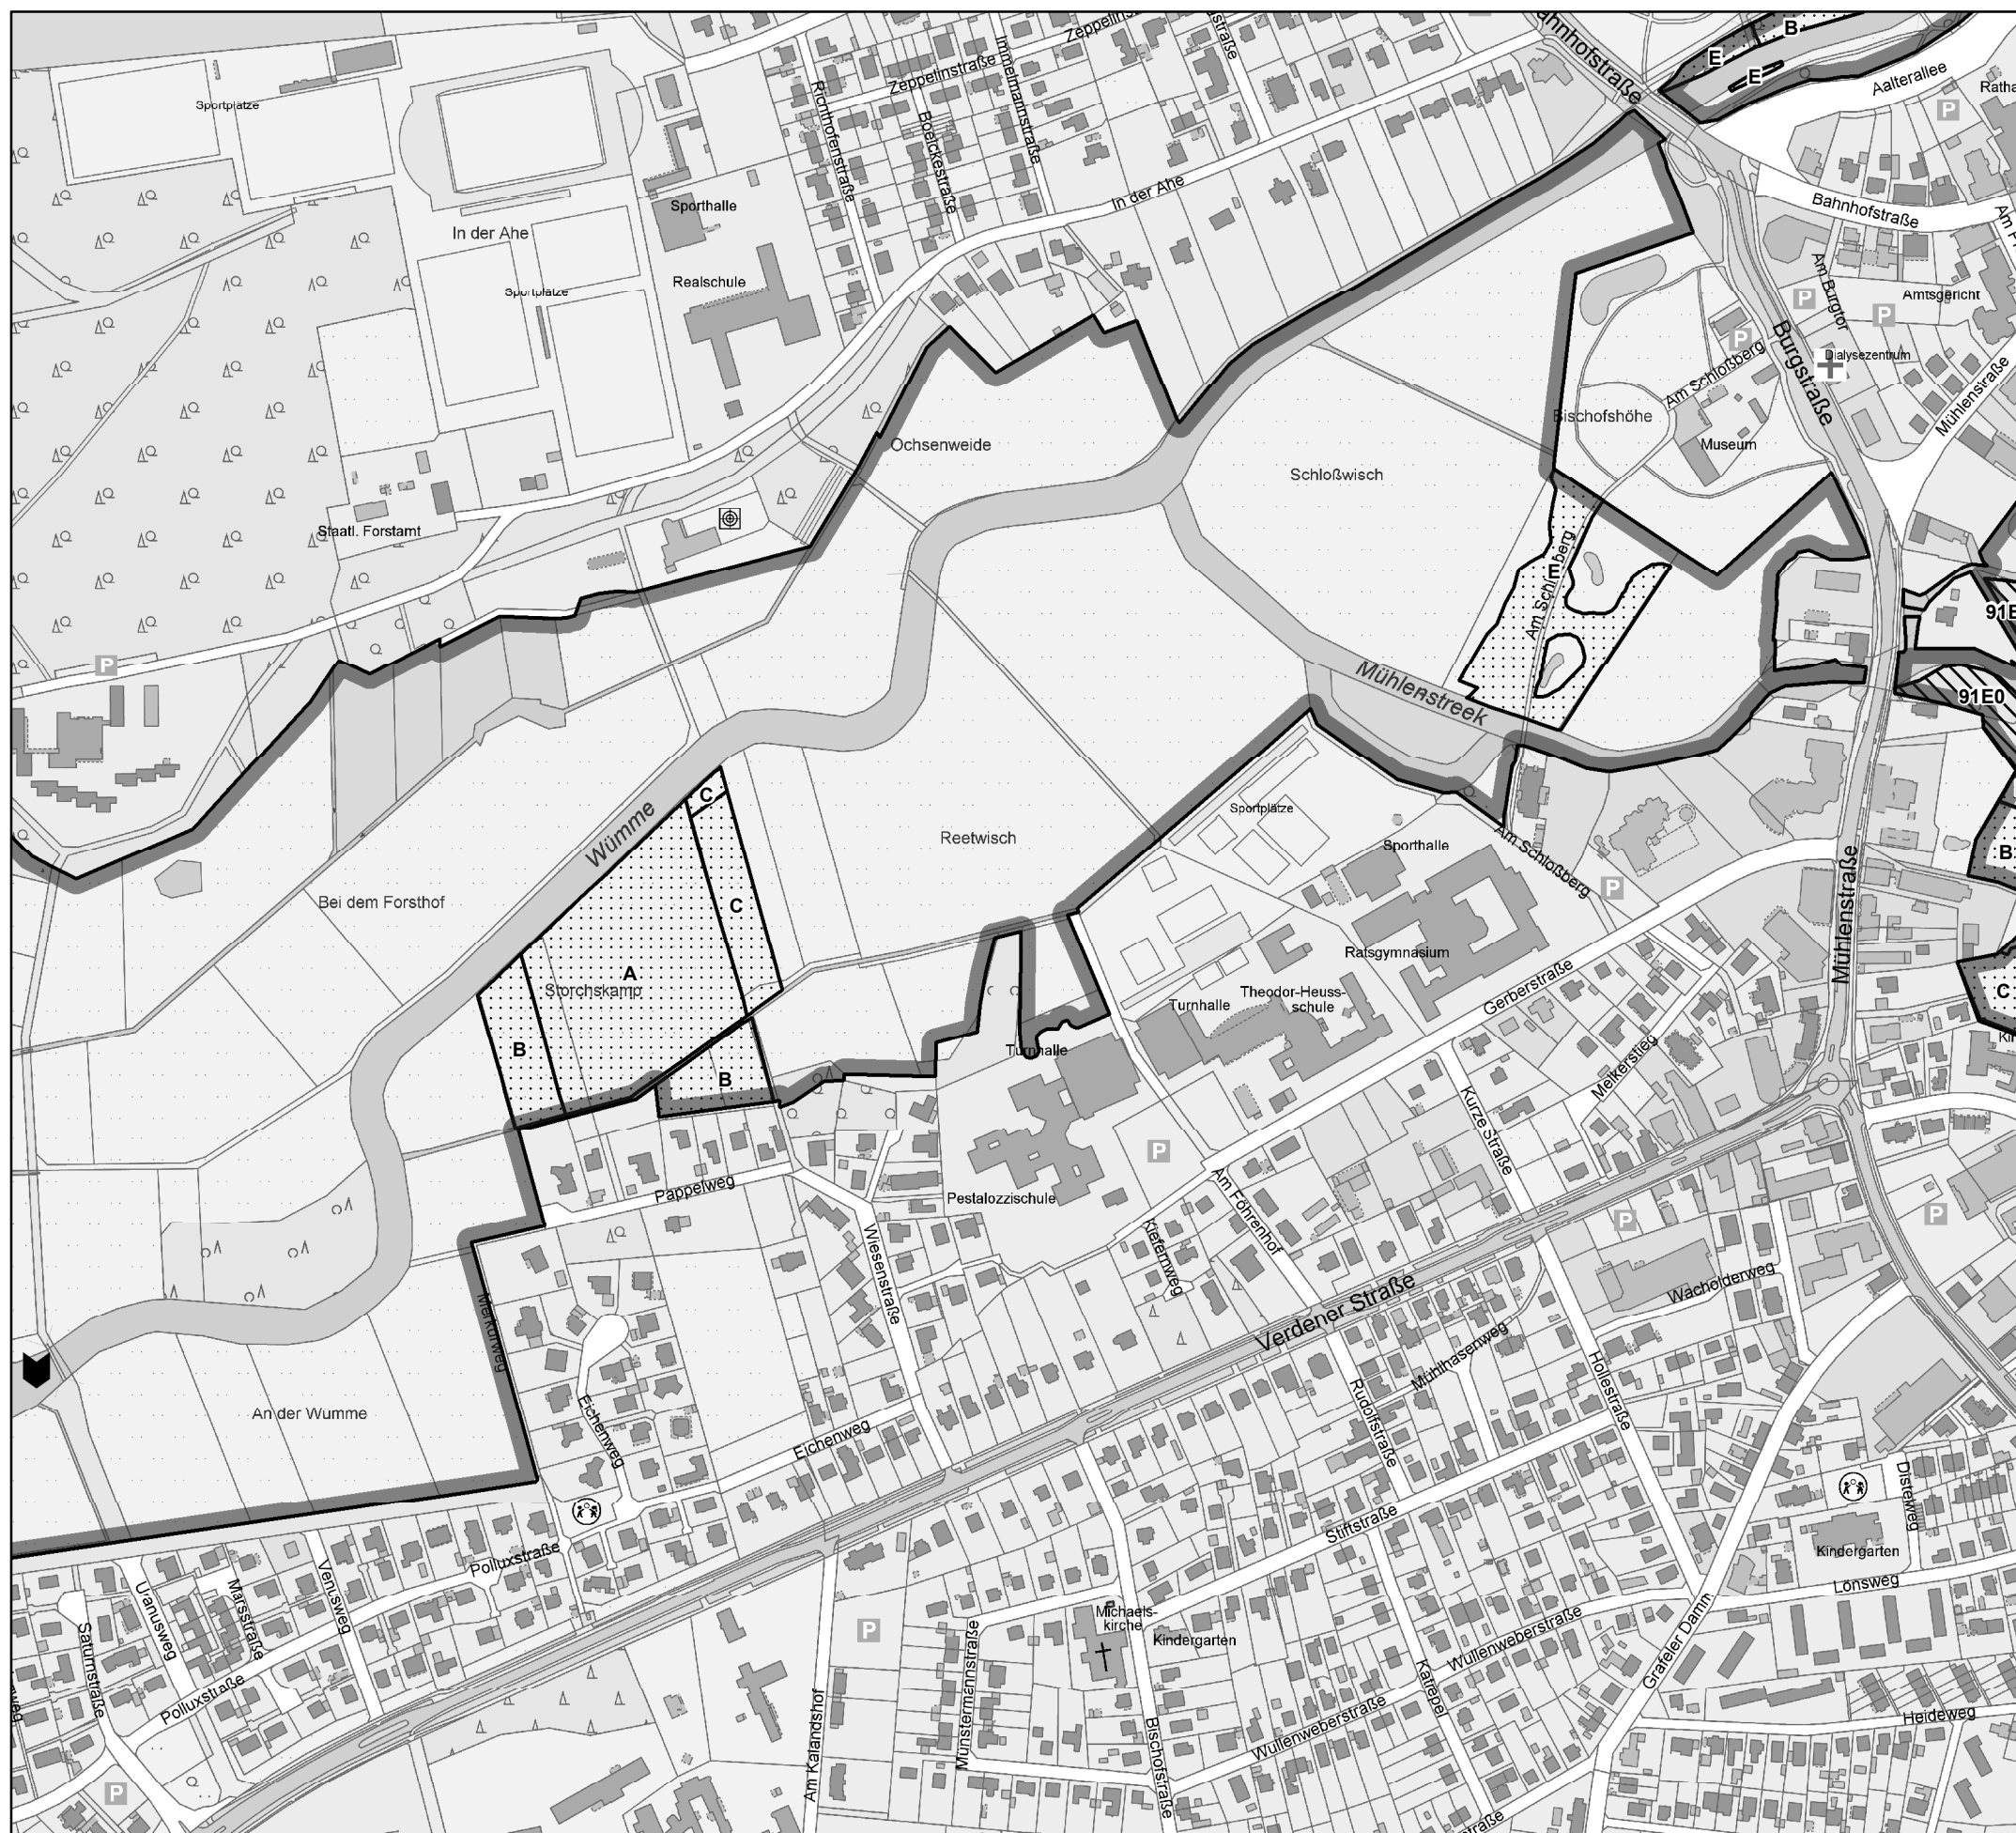 Zeppelinstraße
Bahnhofstraße
B
E
E
Aalterallee
Sportplätze
Richthofenstraße
Zeppelinstraße
Boelckestraße
Immelmannstraße
P
Sporthalle
In der Ahe
In der Ahe
Bahnhofstraße
Realschule
Sportplätze
P
P
Am Burgtor
Amtsgericht
P
Dialysezentrum
Burgstraße
Am Schloßberg
Mühlenstraße
Bischofshöhe
Museum
Ochsenweide
Schloßwisch
Staatl. Forstamt
E
Am Schloßberg
91E0
P
Mühlenstreek
C
Wümme
Reetwisch
Sportplätze
Sporthalle
Am Schloßberg
P
B
Bei dem Forsthof
C
Mühlenstraße
A
Storchskamp
Ratsgymnasium
Gerberstraße
Theodor-Heuss-
schule
Turnhalle
C
B
B
Turnhalle
Melkerstieg
Kurze Straße
P
Pappelweg
Pestalozzischule
Am Föhrenhof
P
P
Wiesenstraße
Kiefernweg
Wacholderweg
Verdener Straße
Merkurweg
Mühlhasenweg
Hollestraße
Rudolfstraße
An der Wümme
Eichenweg
Eichenweg
Stiftstraße
Distelweg
Kindergarten
Polluxstraße
Lönsweg
Uranusweg
Marsstraße
Venusweg
Saturnstraße
Michaels-
kirche
Kindergarten
Münstermannstraße
P
Wullenweberstraße
Grafeler Damm
Katrepel
Polluxstraße
Am Kalandshof
Bischofstraße
Wullenweberstraße
Heideweg
P